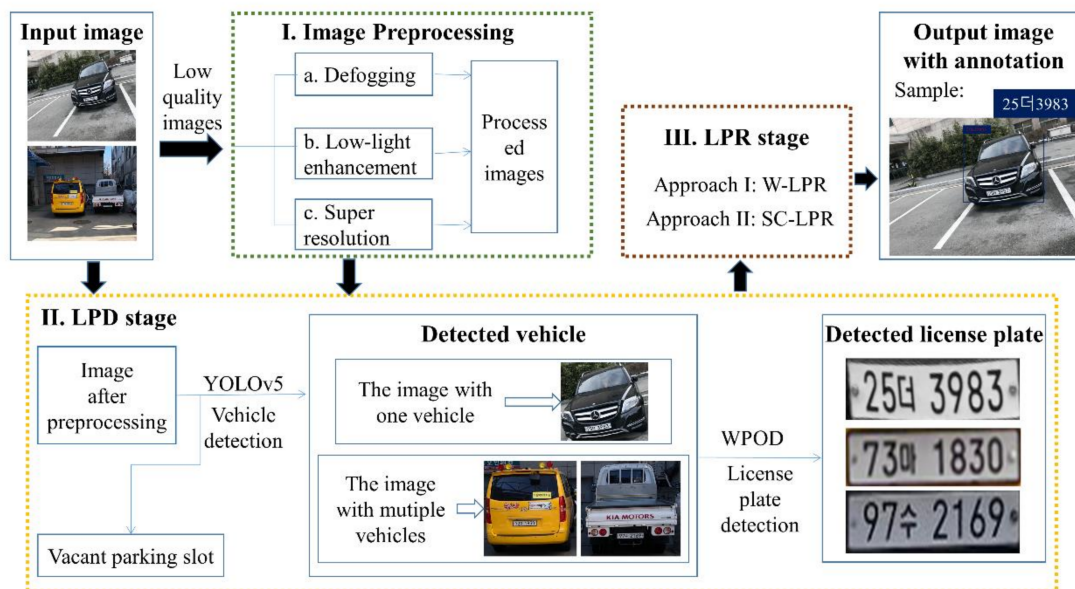 Input image
Low
quality
images
I. Image Preprocessing
a. Defogging
b. Low-light
enhancement
c. Super
resolution
Process
ed
images
III. LPR stage
Approach I: W-LPR
Approach II: SC-LPR
Output image
with annotation
Sample:
25더3983
II. LPD stage
Image
after
preprocessing
YOLOv5
Vehicle
detection
Vacant parking slot
Detected vehicle
The image with
one vehicle
The image
with mutiple
vehicles
KIA MOTORS
WPOD
License
plate
detection
Detected license plate
25더 3983
73마 1830
97수 2169